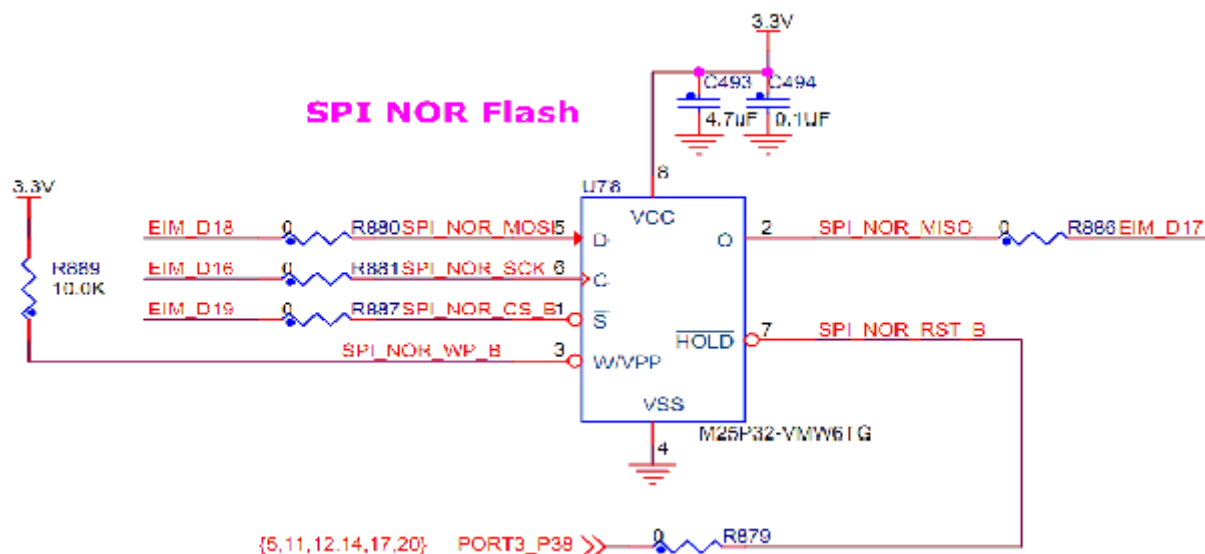 3.3V
C493 C494
4.7uF 0.1UF
SPI NOR Flash
8
3.3V
U78
VCC
EIM_D18 0 R880 SPI_NOR_MOSI 5 D Q 2 SPI_NOR_MISO 0 R886 EIM_D17
R889
10.0K
EIM_D16 0 R881 SPI_NOR_SCK 6 C
EIM_D19 0 R887 SPI_NOR_CS_B 1 S
HOLD 7 SPI_NOR_RST_B
SPI_NOR_WP_B 3 W/VPP
VSS
M25P32-VMW6TG
4
{5,11,12.14,17,20} PORT3_P38 0 R879